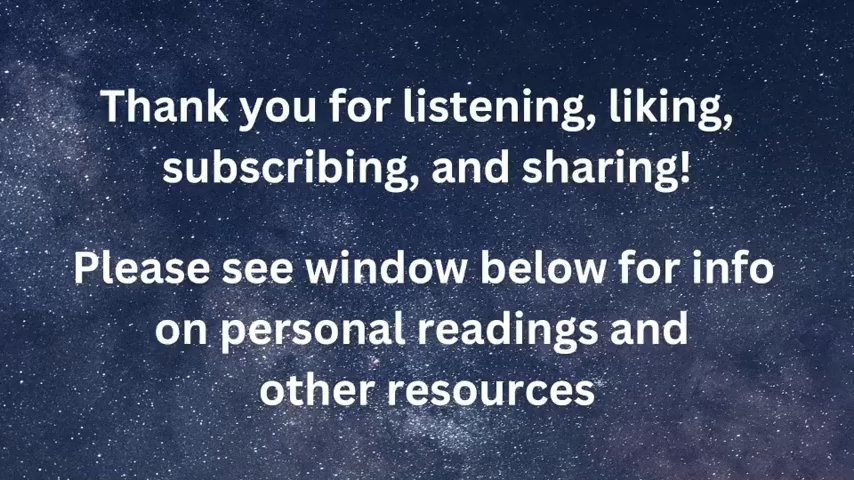 Thank you for listening, liking,
subscribing, and sharing!
Please see window below for info
on personal readings and
other resources